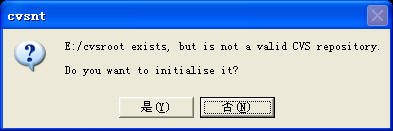 cvsnt
E:/cvsroot exists, but is not a valid CVS repository.
Do you want to initialise it?
是(Y) 否(N)